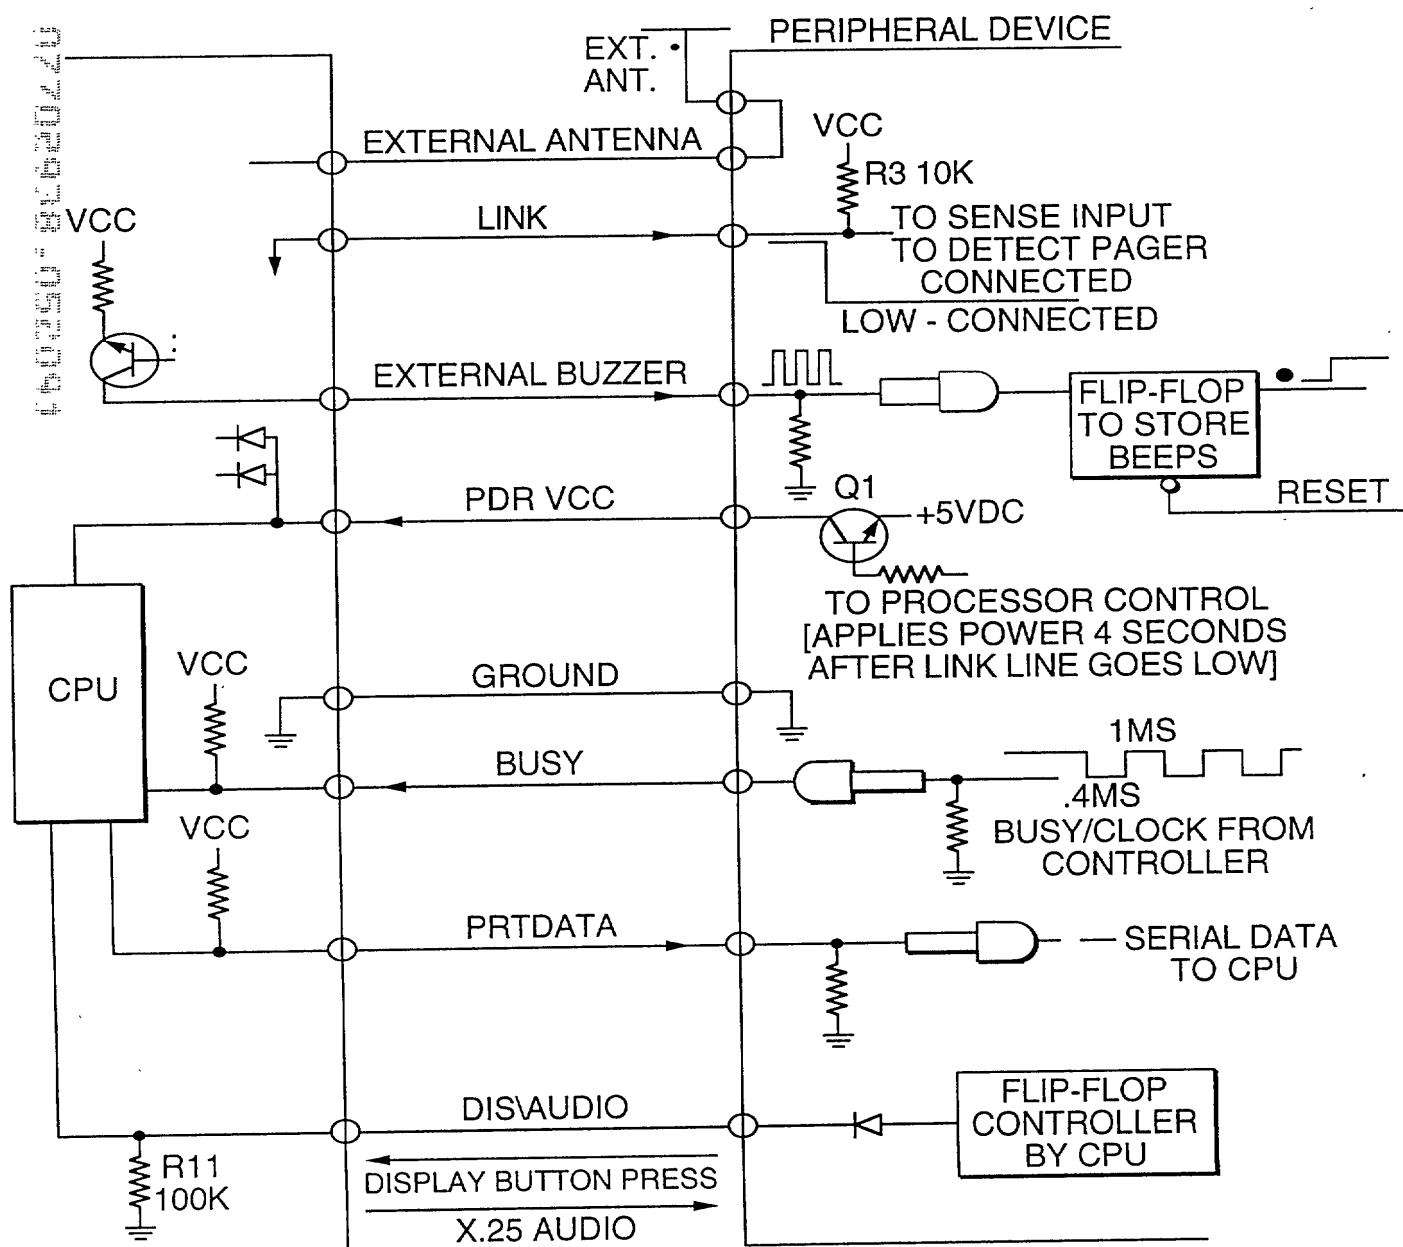 PERIPHERAL DEVICE
EXT.
ANT.
EXTERNAL ANTENNA
VCC
R3 10K
VCC
LINK
TO SENSE INPUT
TO DETECT PAGER
CONNECTED
LOW - CONNECTED
EXTERNAL BUZZER
FLIP-FLOP
TO STORE
BEEPS
RESET
PDR VCC
Q1
+5VDC
TO PROCESSOR CONTROL
[APPLIES POWER 4 SECONDS
AFTER LINK LINE GOES LOW]
CPU
VCC
GROUND
BUSY
1MS
.4MS
BUSY/CLOCK FROM
CONTROLLER
VCC
PRTDATA
SERIAL DATA
TO CPU
DIS\AUDIO
FLIP-FLOP
CONTROLLER
BY CPU
R11
100K
DISPLAY BUTTON PRESS
X.25 AUDIO